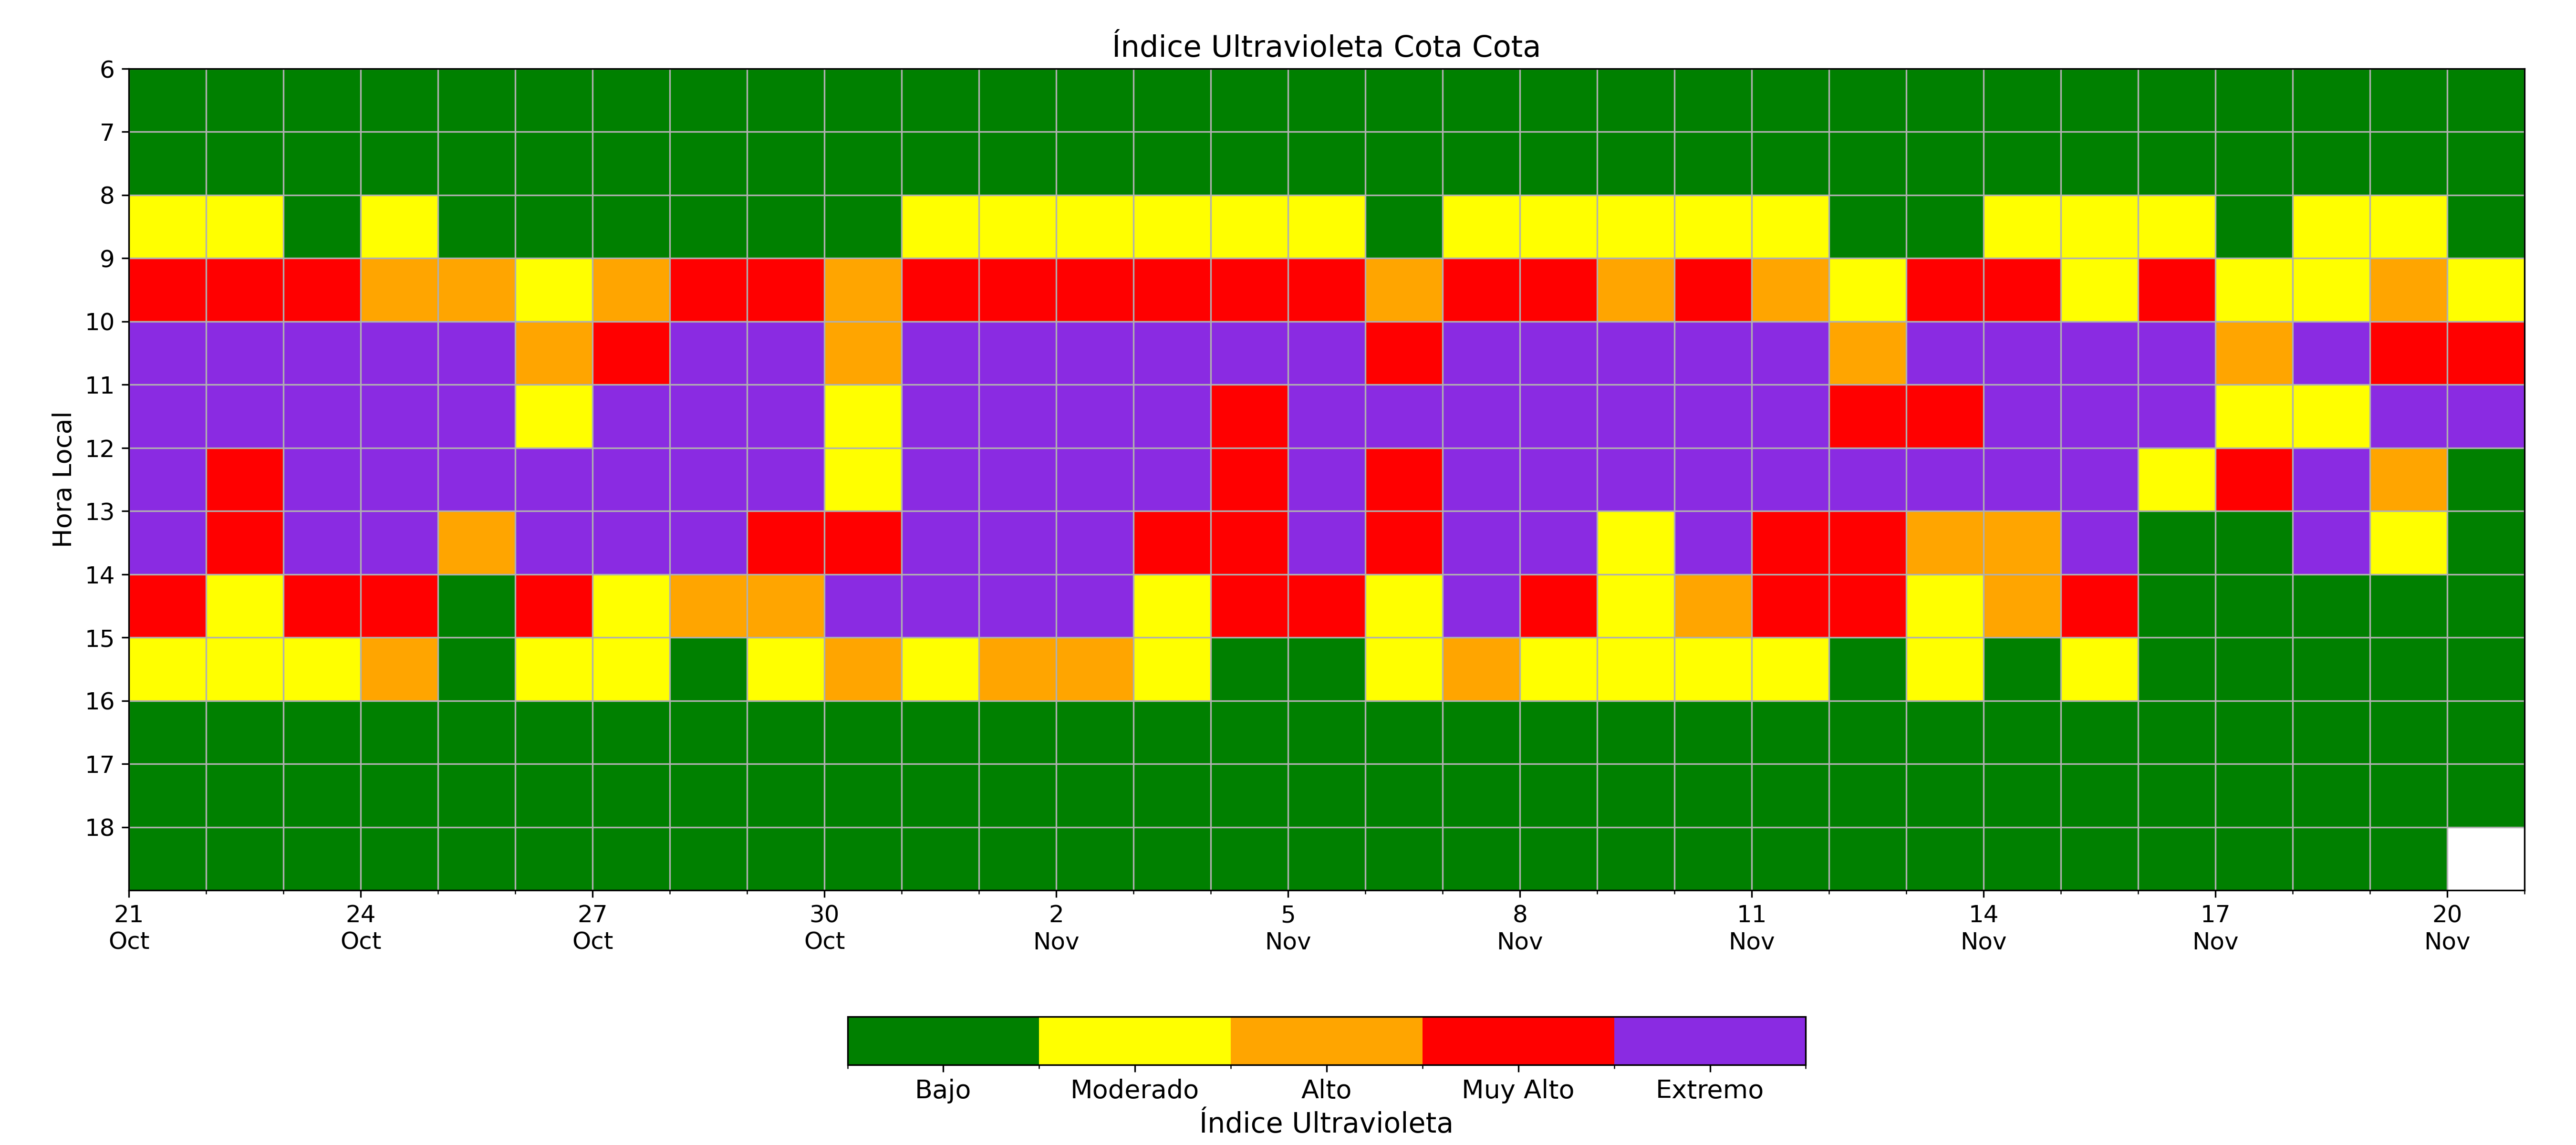 Índice Ultravioleta Cota Cota
Hora Local
6
7
8
9
10
11
12
13
14
15
16
17
18
21 24 27 30 2 5 8 11 14 17 20
Oct Oct Oct Oct Nov Nov Nov Nov Nov Nov Nov
Bajo Moderado Alto Muy Alto Extremo
Índice Ultravioleta